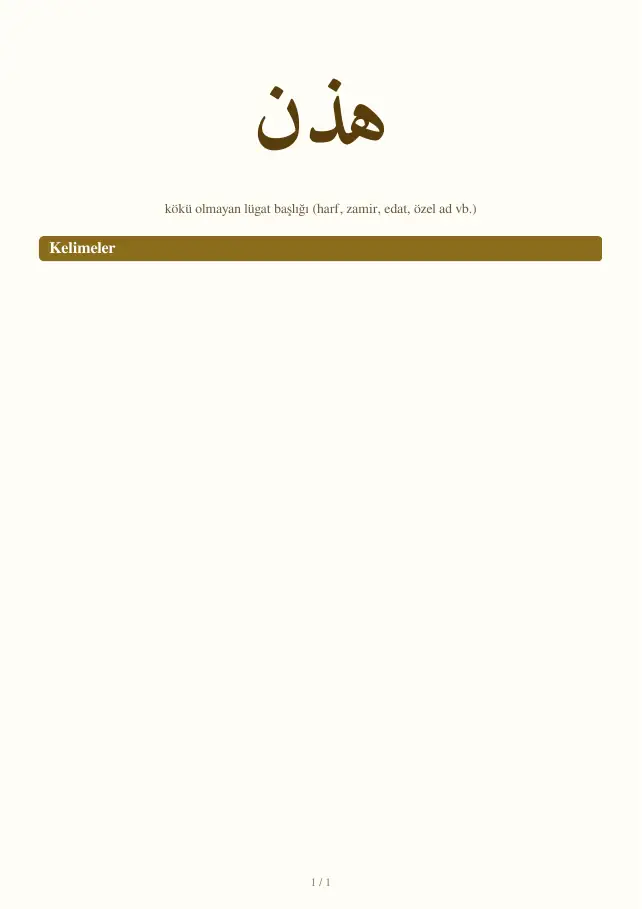 هذن
kökü olmayan lügat başlığı (harf, zamir, edat, özel ad vb.)
Kelimeler
1 / 1